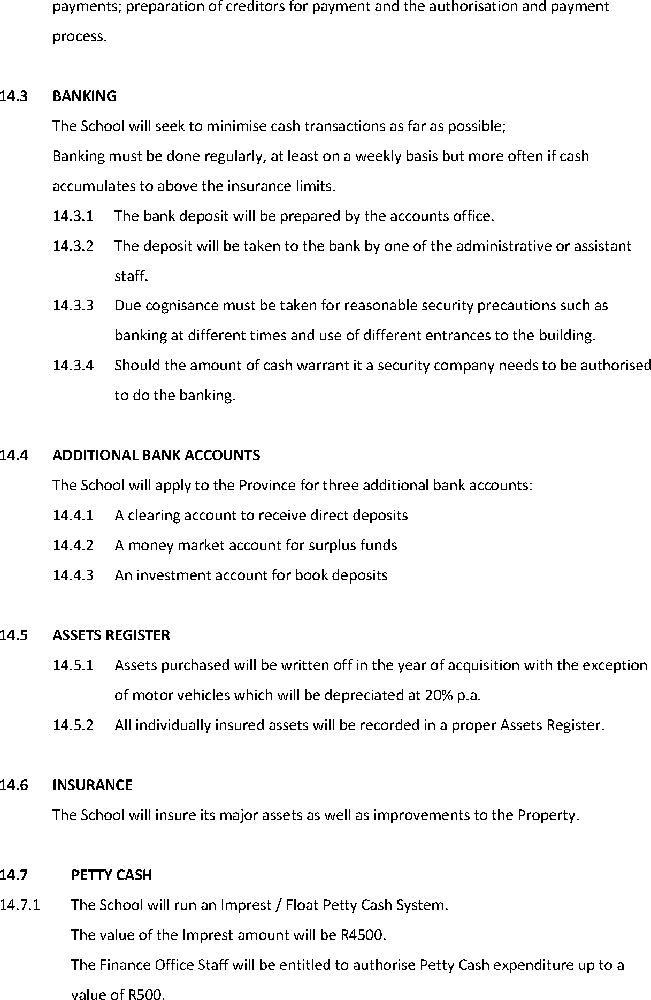 payments; preparation of creditors for payment and the authorisation and payment
process.
14.3 BANKING
The School will seek to minimise cash transactions as far as possible;
Banking must be done regularly, at least on a weekly basis but more often if cash
accumulates to above the insurance limits.
14.3.1 The bank deposit will be prepared by the accounts office.
14.3.2 The deposit will be taken to the bank by one of the administrative or assistant
staff.
14.3.3 Due cognisance must be taken for reasonable security precautions such as
banking at different times and use of different entrances to the building.
14.3.4 Should the amount of cash warrant it a security company needs to be authorised
to do the banking.
14.4 ADDITIONAL BANK ACCOUNTS
The School will apply to the Province for three additional bank accounts:
14.4.1 A clearing account to receive direct deposits
14.4.2 A money market account for surplus funds
14.4.3 An investment account for book deposits
14.5 ASSETS REGISTER
14.5.1 Assets purchased will be written off in the year of acquisition with the exception
of motor vehicles which will be depreciated at 20% p.a.
14.5.2 All individually insured assets will be recorded in a proper Assets Register.
14.6 INSURANCE
The School will insure its major assets as well as improvements to the Property.
14.7 PETTY CASH
14.7.1 The School will run an Imprest / Float Petty Cash System.
The value of the Imprest amount will be R4500.
The Finance Office Staff will be entitled to authorise Petty Cash expenditure up to a
value of R500.